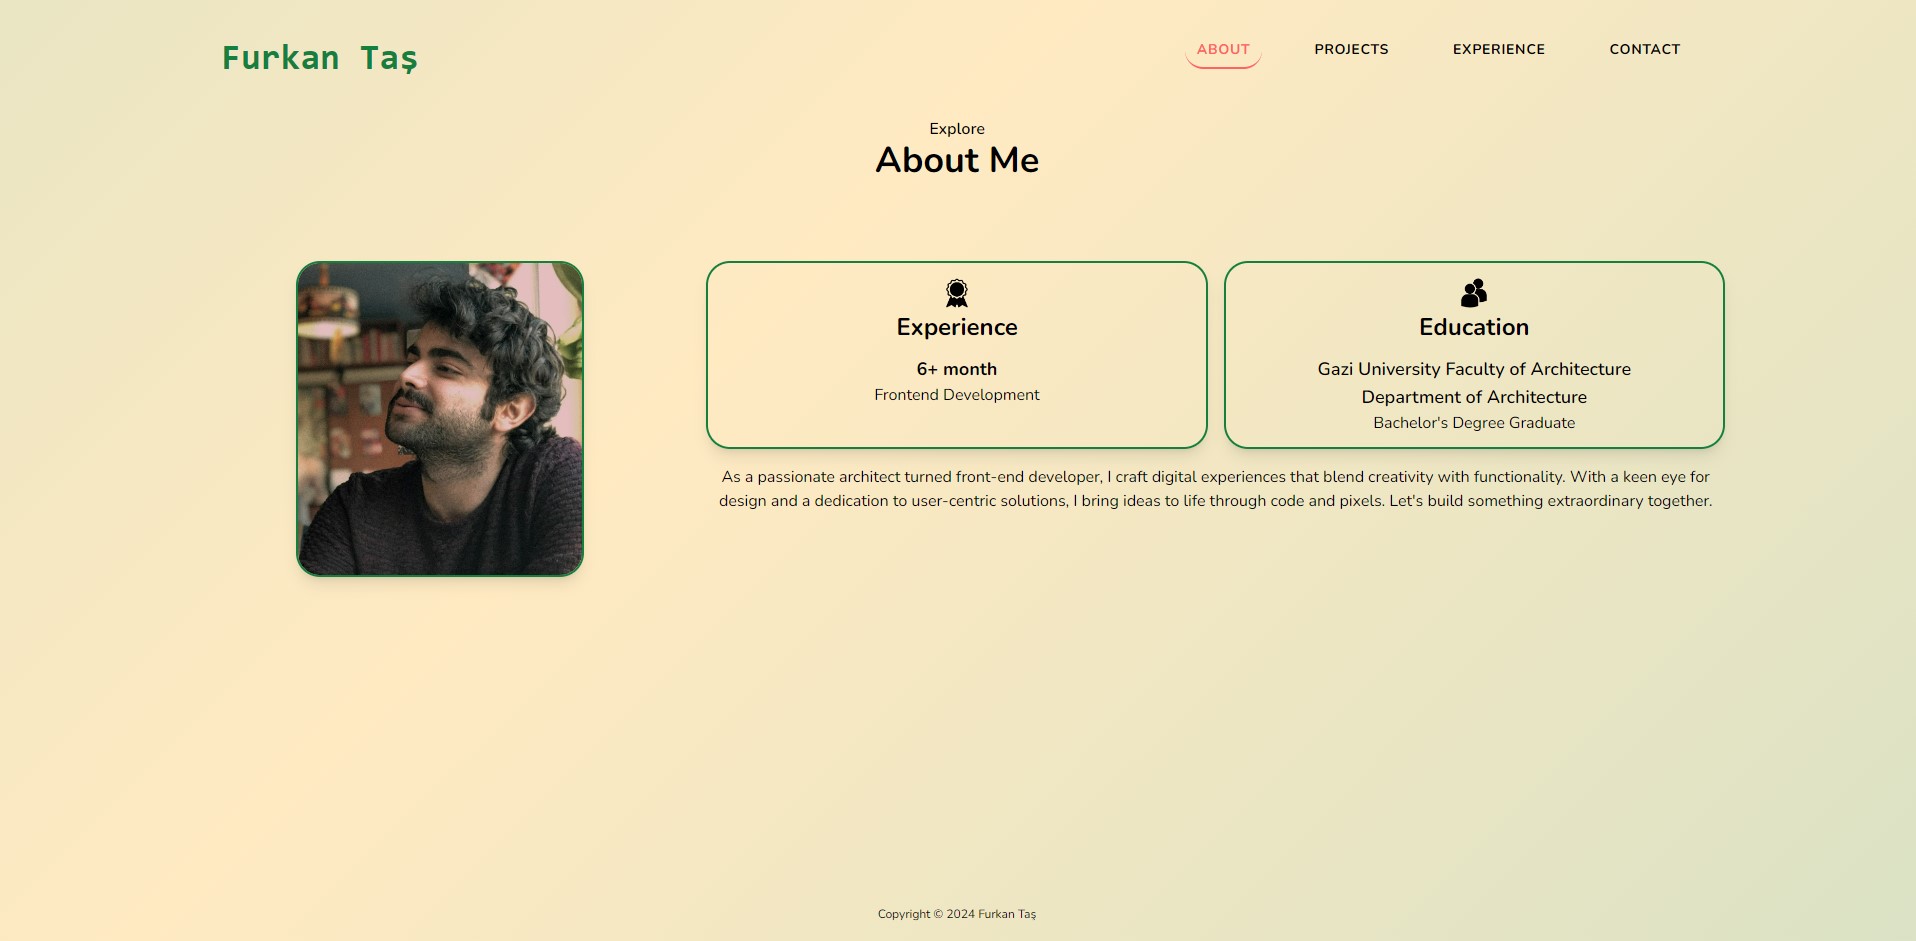 Furkan Taş
ABOUT
PROJECTS
EXPERIENCE
CONTACT
Explore
About Me
Experience
6+ month
Frontend Development
Education
Gazi University Faculty of Architecture
Department of Architecture
Bachelor's Degree Graduate
As a passionate architect turned front-end developer, I craft digital experiences that blend creativity with functionality. With a keen eye for
design and a dedication to user-centric solutions, I bring ideas to life through code and pixels. Let's build something extraordinary together.
Copyright © 2024 Furkan Taş